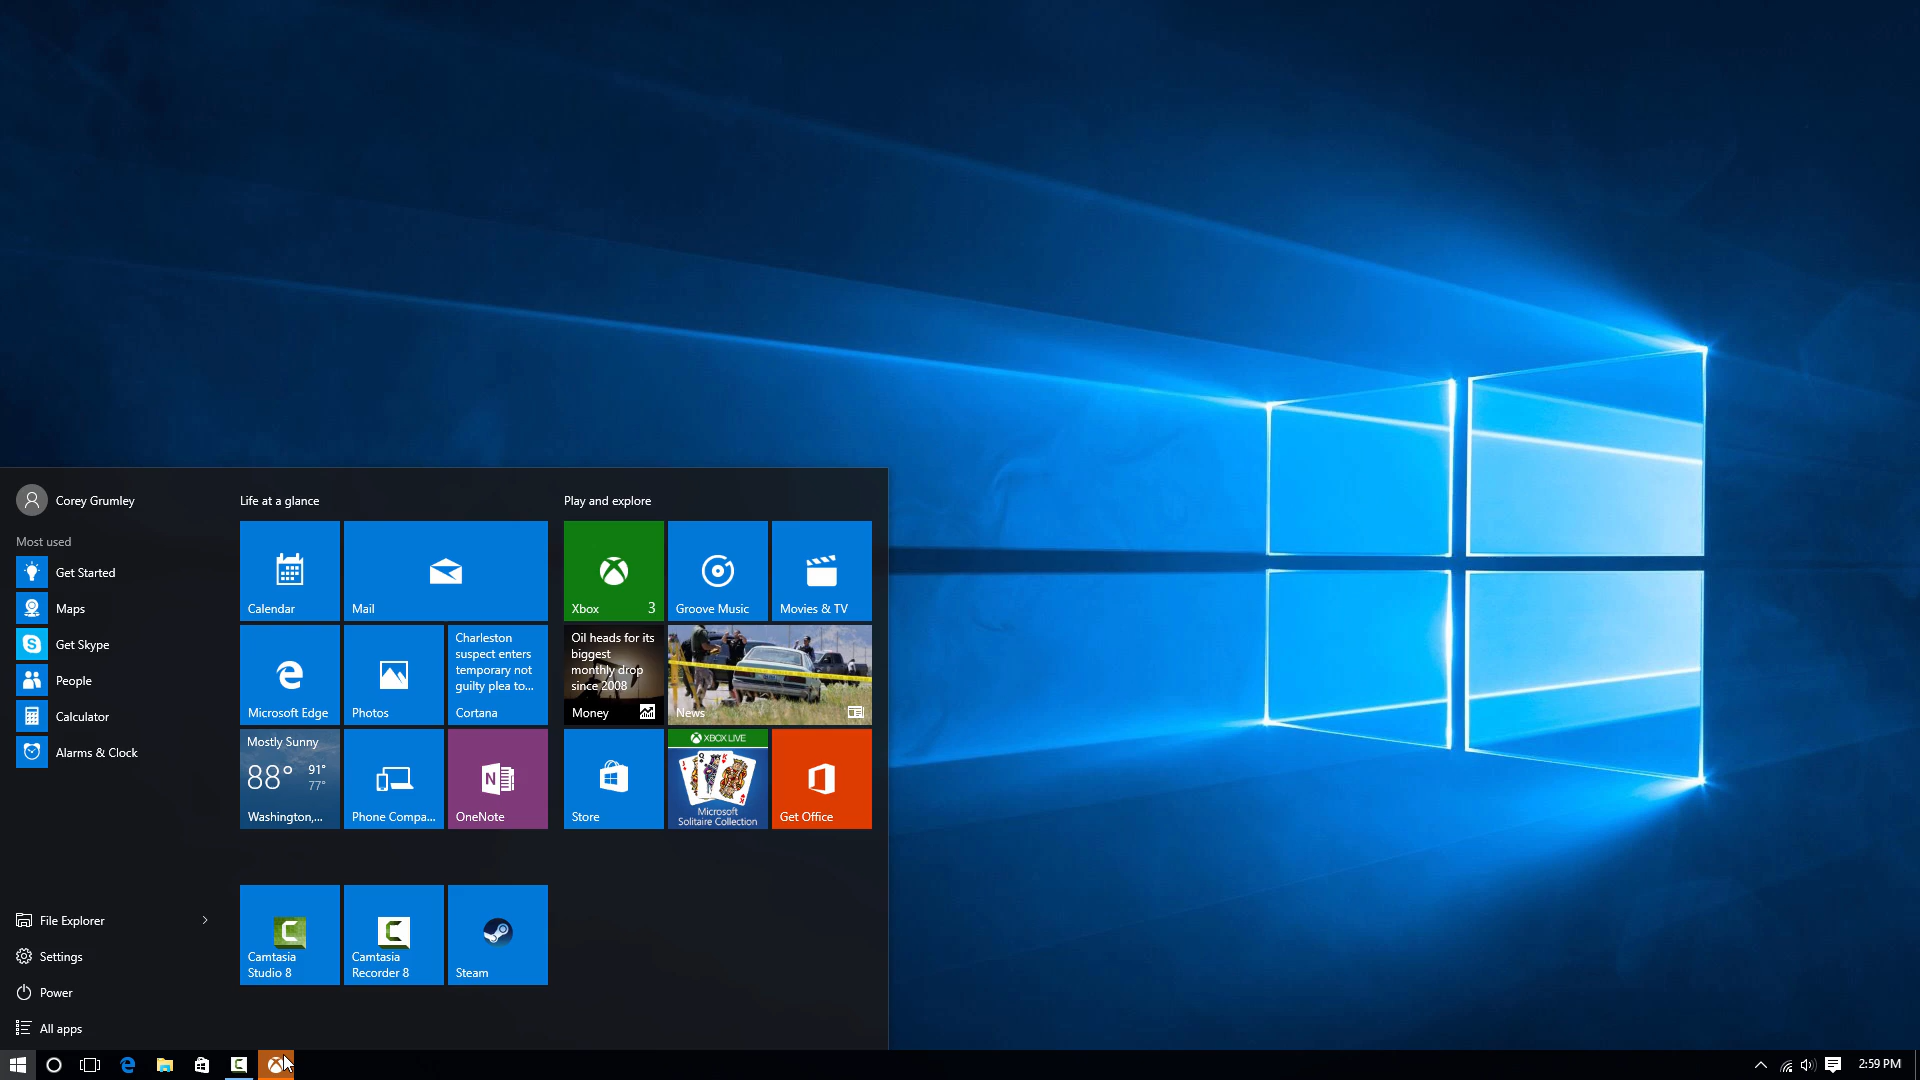 Corey Grumley
Most used
Get Started
Maps
Get Skype
People
Calculator
Alarms & Clock
File Explorer
Settings
Power
All apps
Life at a glance
Calendar
Mail
Microsoft Edge
Photos
Charleston
suspect enters
temporary not
guilty plea to...
Cortana
Mostly Sunny
88°
91°
77°
Washington,...
Phone Compa...
N
OneNote
Camtasia
Studio 8
Camtasia
Recorder 8
Steam
Play and explore
Xbox 3
Groove Music
Movies & TV
Oil heads for its
biggest
monthly drop
since 2008
Money
News
Store
XBOX LIVE
Microsoft
Solitaire Collection
Get Office
2:59 PM